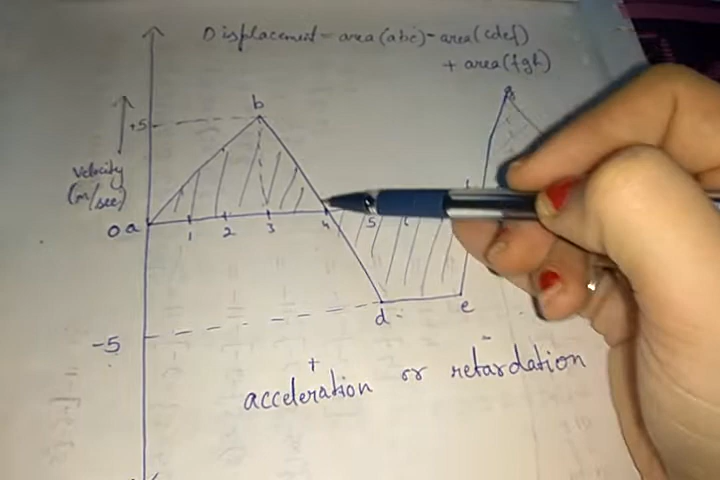 Displacement = area(abc) - area(cdef)
+ area(fgh)
b
+5
Velocity
(m/sec)
0 a
1 2 3 4 5
d
e
-5
+ -
acceleration or retardation